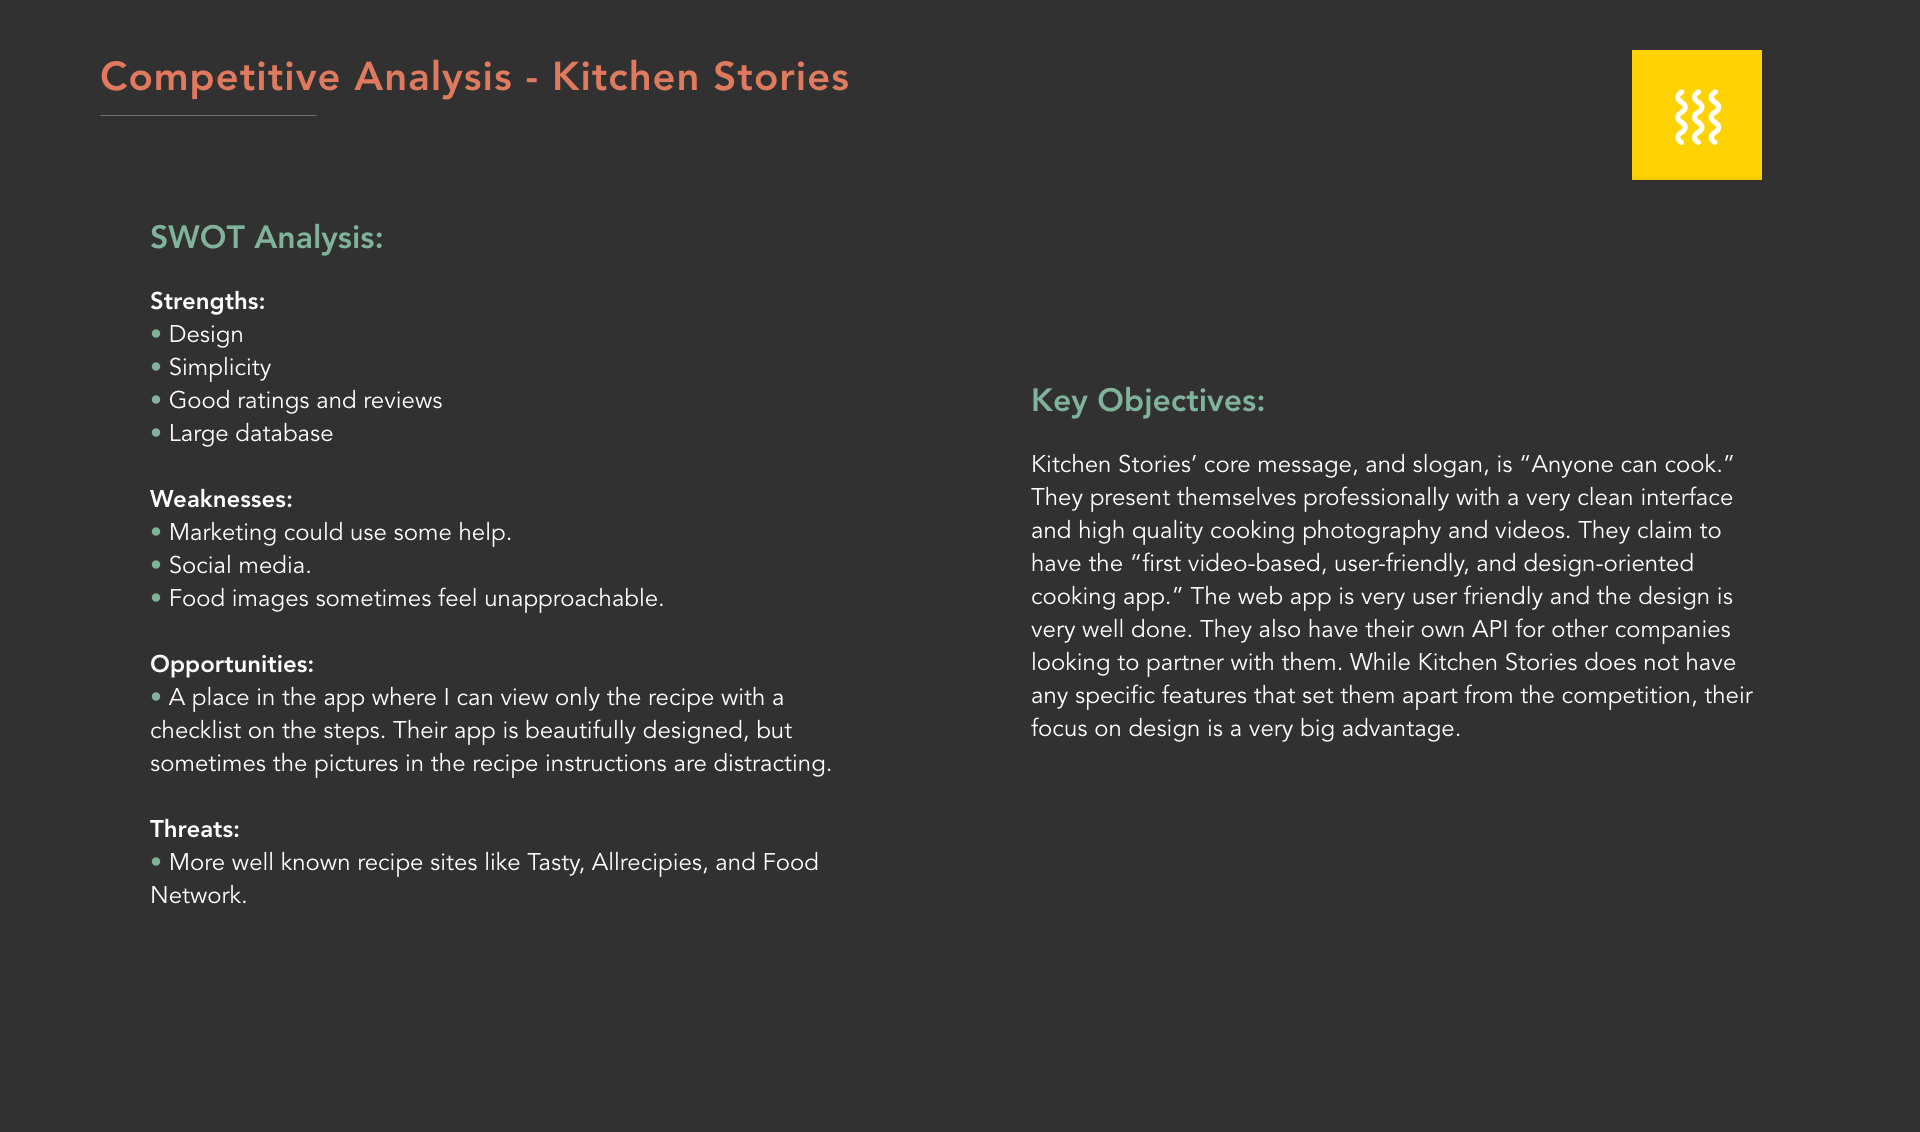 Competitive Analysis - Kitchen Stories
SWOT Analysis:
Strengths:
• Design
• Simplicity
• Good ratings and reviews
• Large database
Weaknesses:
• Marketing could use some help.
• Social media.
• Food images sometimes feel unapproachable.
Opportunities:
• A place in the app where I can view only the recipe with a
checklist on the steps. Their app is beautifully designed, but
sometimes the pictures in the recipe instructions are distracting.
Threats:
• More well known recipe sites like Tasty, Allrecipies, and Food
Network.
Key Objectives:
Kitchen Stories’ core message, and slogan, is “Anyone can cook.”
They present themselves professionally with a very clean interface
and high quality cooking photography and videos. They claim to
have the “first video-based, user-friendly, and design-oriented
cooking app.” The web app is very user friendly and the design is
very well done. They also have their own API for other companies
looking to partner with them. While Kitchen Stories does not have
any specific features that set them apart from the competition, their
focus on design is a very big advantage.